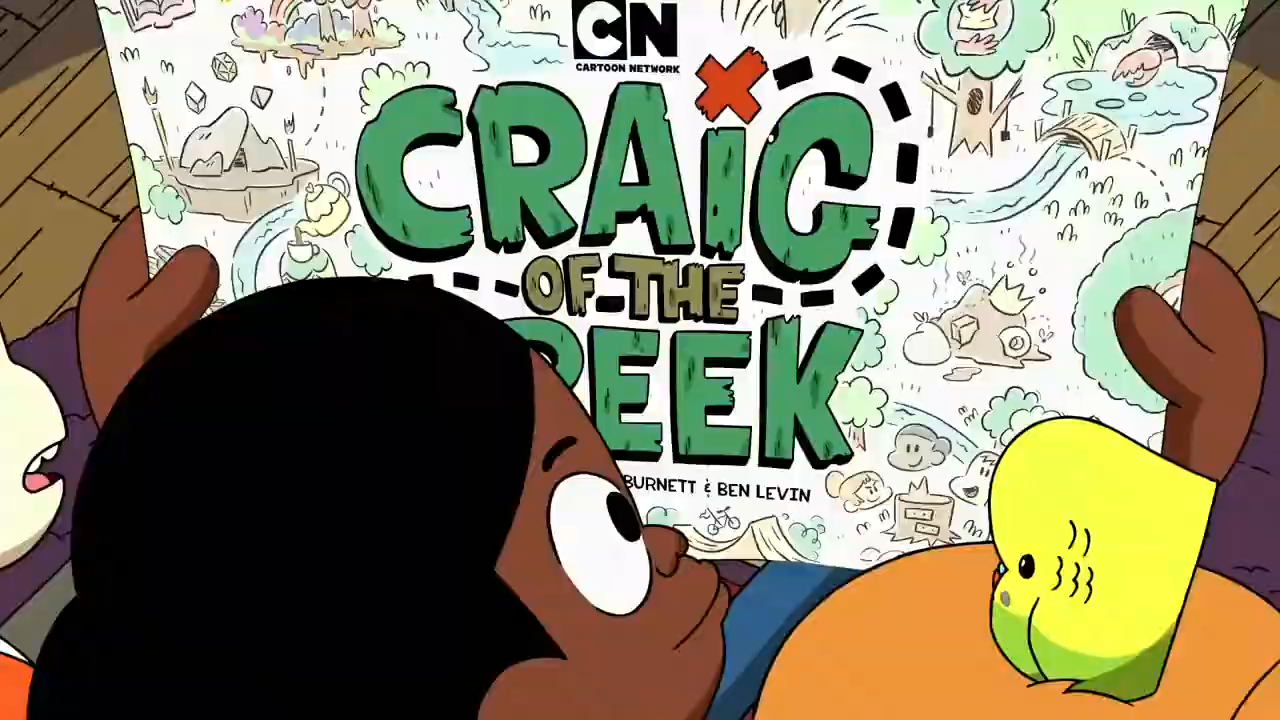 CN
CARTOON NETWORK
CRAiG
OF THE
REEK
BURNETT & BEN LEVIN